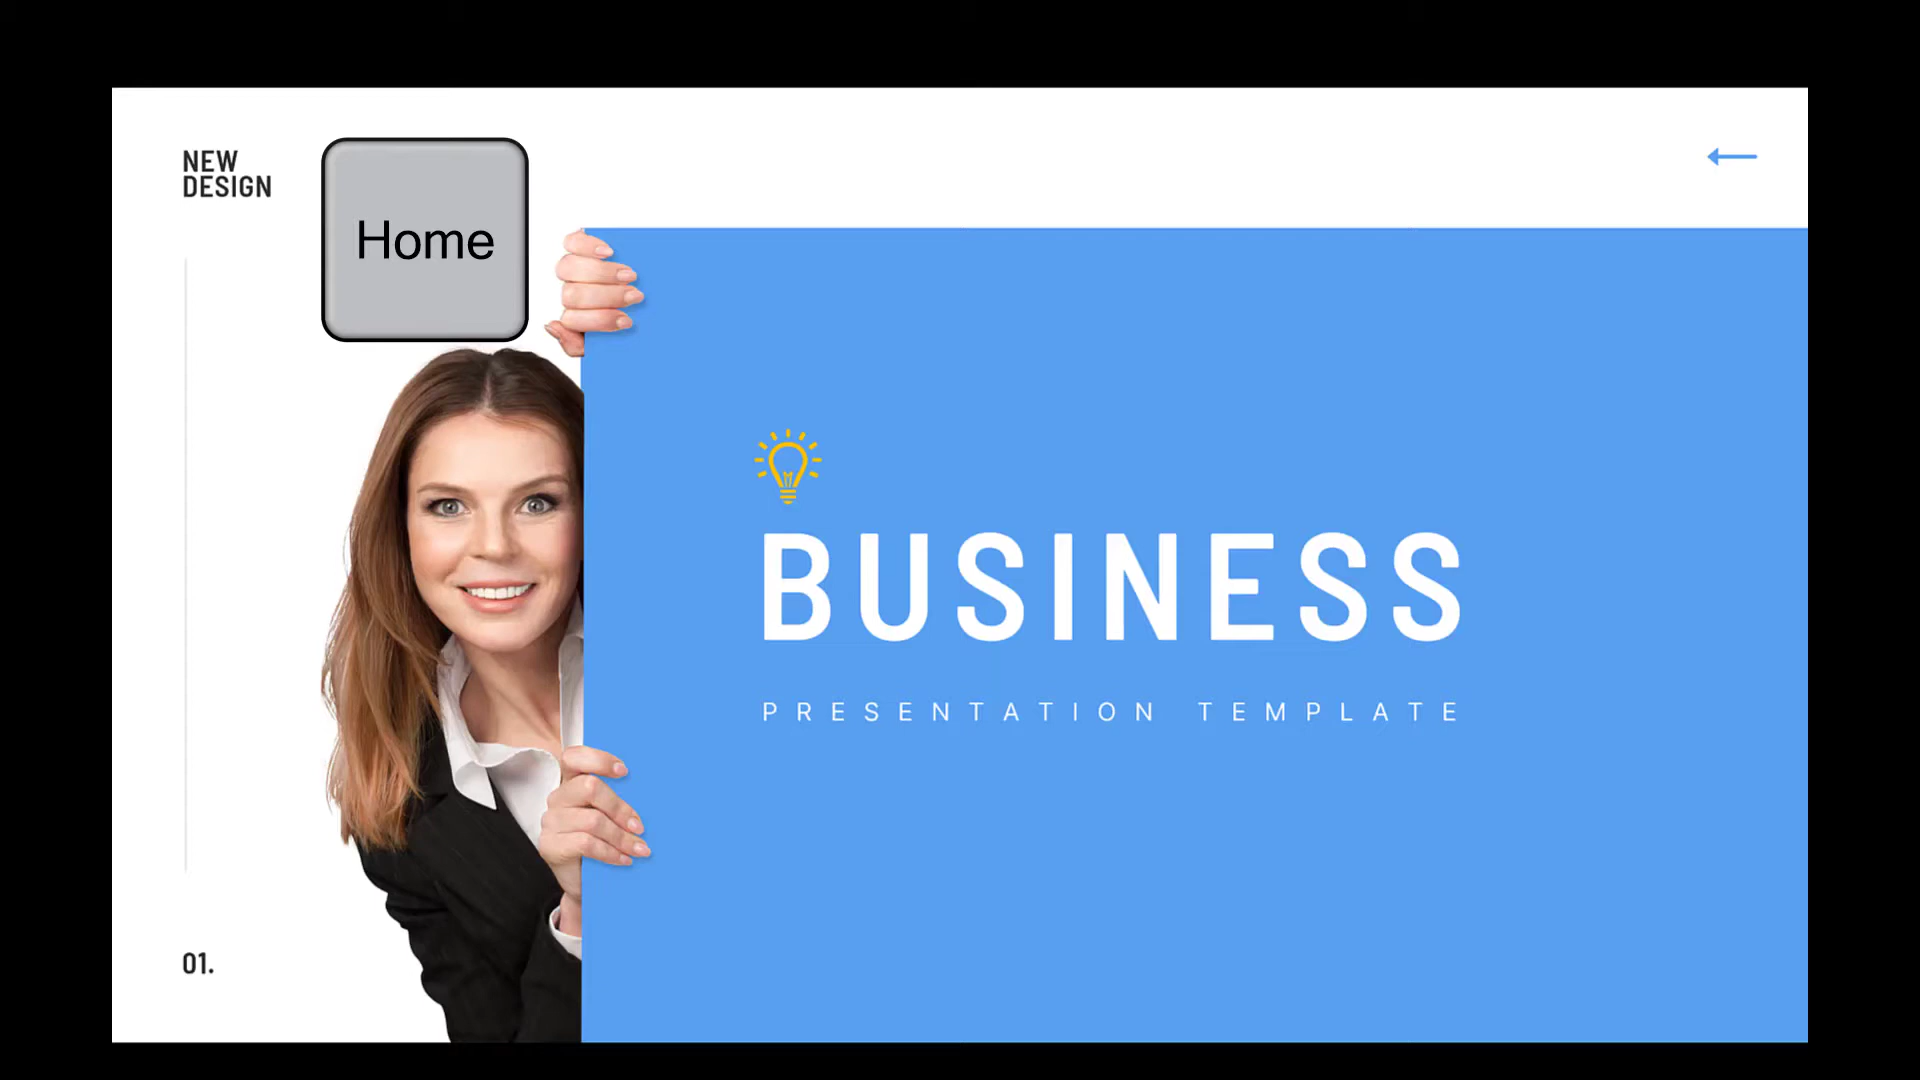 NEW
DESIGN
Home
BUSINESS
PRESENTATION TEMPLATE
01.